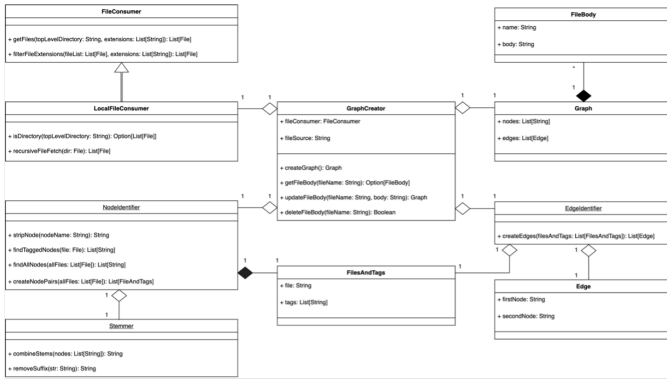 FileConsumer
+ getFiles(topLevelDirectory: String, extensions: List[String]): List[File]
+ filterFileExtensions(fileList: List[File], extensions: List[String]): List[File]
FileBody
+ name: String
+ body: String
*
1
LocalFileConsumer
+ isDirectory(topLevelDirectory: String): Option[List[File]]
+ recursiveFileFetch(dir: File): List[File]
1
1
GraphCreator
+ fileConsumer: FileConsumer
+ fileSource: String
+ createGraph(): Graph
+ getFileBody(fileName: String): Option[FileBody]
+ updateFileBody(fileName: String, body: String): Graph
+ deleteFileBody(fileName: String): Boolean
1
1
Graph
+ nodes: List[String]
+ edges: List[Edge]
NodeIdentifier
+ stripNode(nodeName: String): String
+ findTaggedNodes(file: File): List[String]
+ findAllNodes(allFiles: List[File]): List[String]
+ createNodePairs(allFiles: List[File]): List[FileAndTags]
1
1
1
1
EdgeIdentifier
+ createEdges(filesAndTags: List[FilesAndTags]): List[Edge]
*
1
FilesAndTags
+ file: String
+ tags: List[String]
1
1
1
1
Edge
+ firstNode: String
+ secondNode: String
1
1
Stemmer
+ combineStems(nodes: List[String]): String
+ removeSuffix(str: String): String